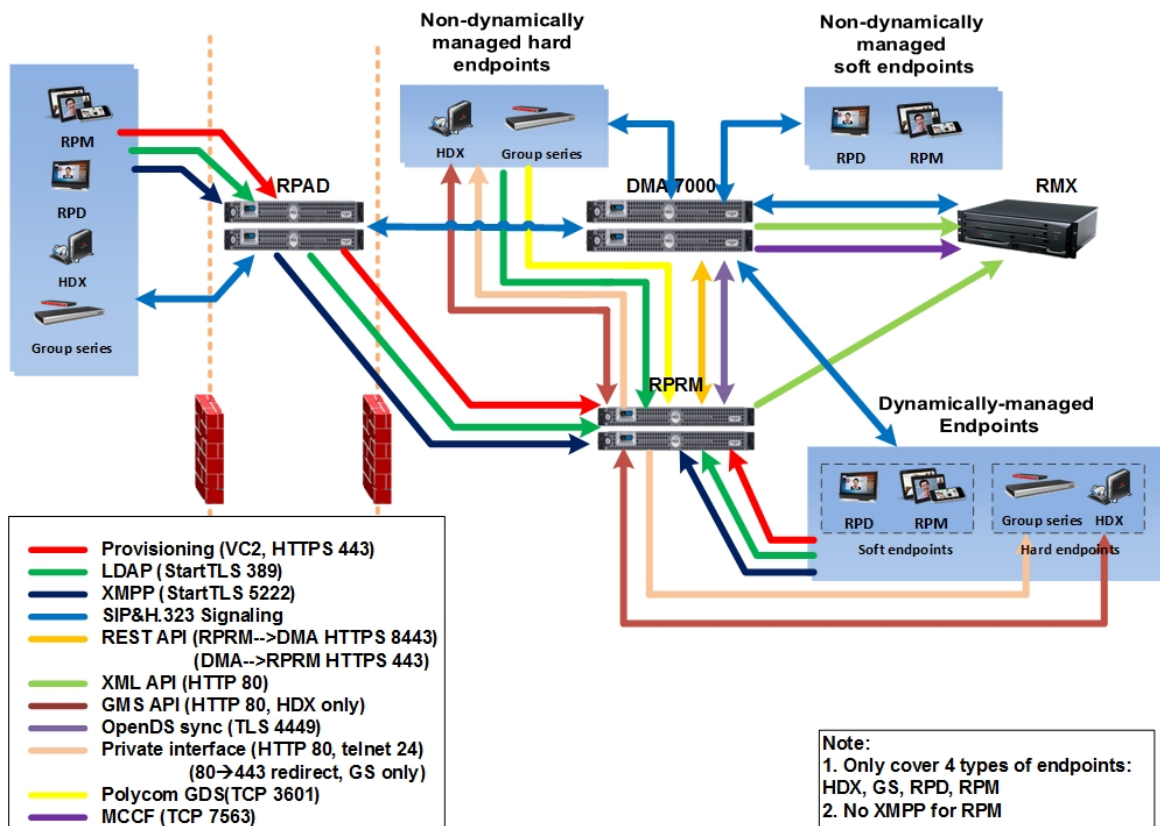 Non-dynamically
managed hard
endpoints
Non-dynamically
managed
soft endpoints
RPM
RPD
HDX
Group series
RPAD
HDX
Group series
DMA 7000
RPD
RPM
RMX
RPRM
Dynamically-managed
Endpoints
RPD
RPM
Soft endpoints
Group series
HDX
Hard endpoints
Provisioning (VC2, HTTPS 443)
LDAP (StartTLS 389)
XMPP (StartTLS 5222)
SIP&H.323 Signaling
REST API (RPRM-->DMA HTTPS 8443)
(DMA-->RPRM HTTPS 443)
XML API (HTTP 80)
GMS API (HTTP 80, HDX only)
OpenDS sync (TLS 4449)
Private interface (HTTP 80, telnet 24)
(80→443 redirect, GS only)
Polycom GDS(TCP 3601)
MCCF (TCP 7563)
Note:
1. Only cover 4 types of endpoints:
HDX, GS, RPD, RPM
2. No XMPP for RPM